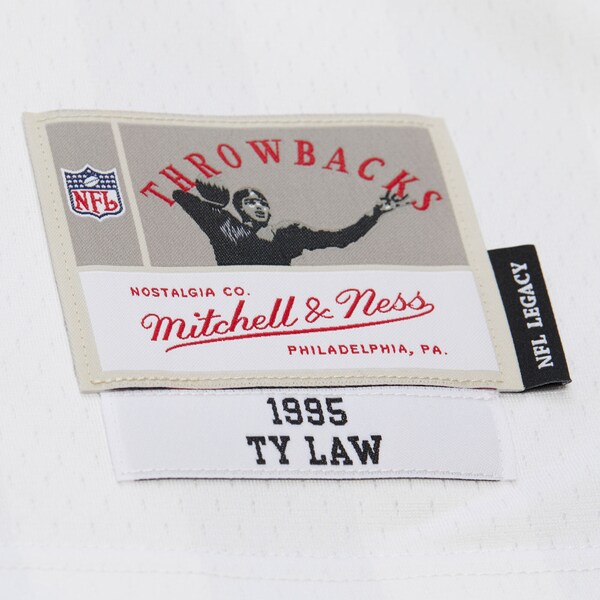 THROWBACKS
NFL
NOSTALGIA CO.
Mitchell & Ness
PHILADELPHIA, PA.
NFL LEGACY
1995
TY LAW